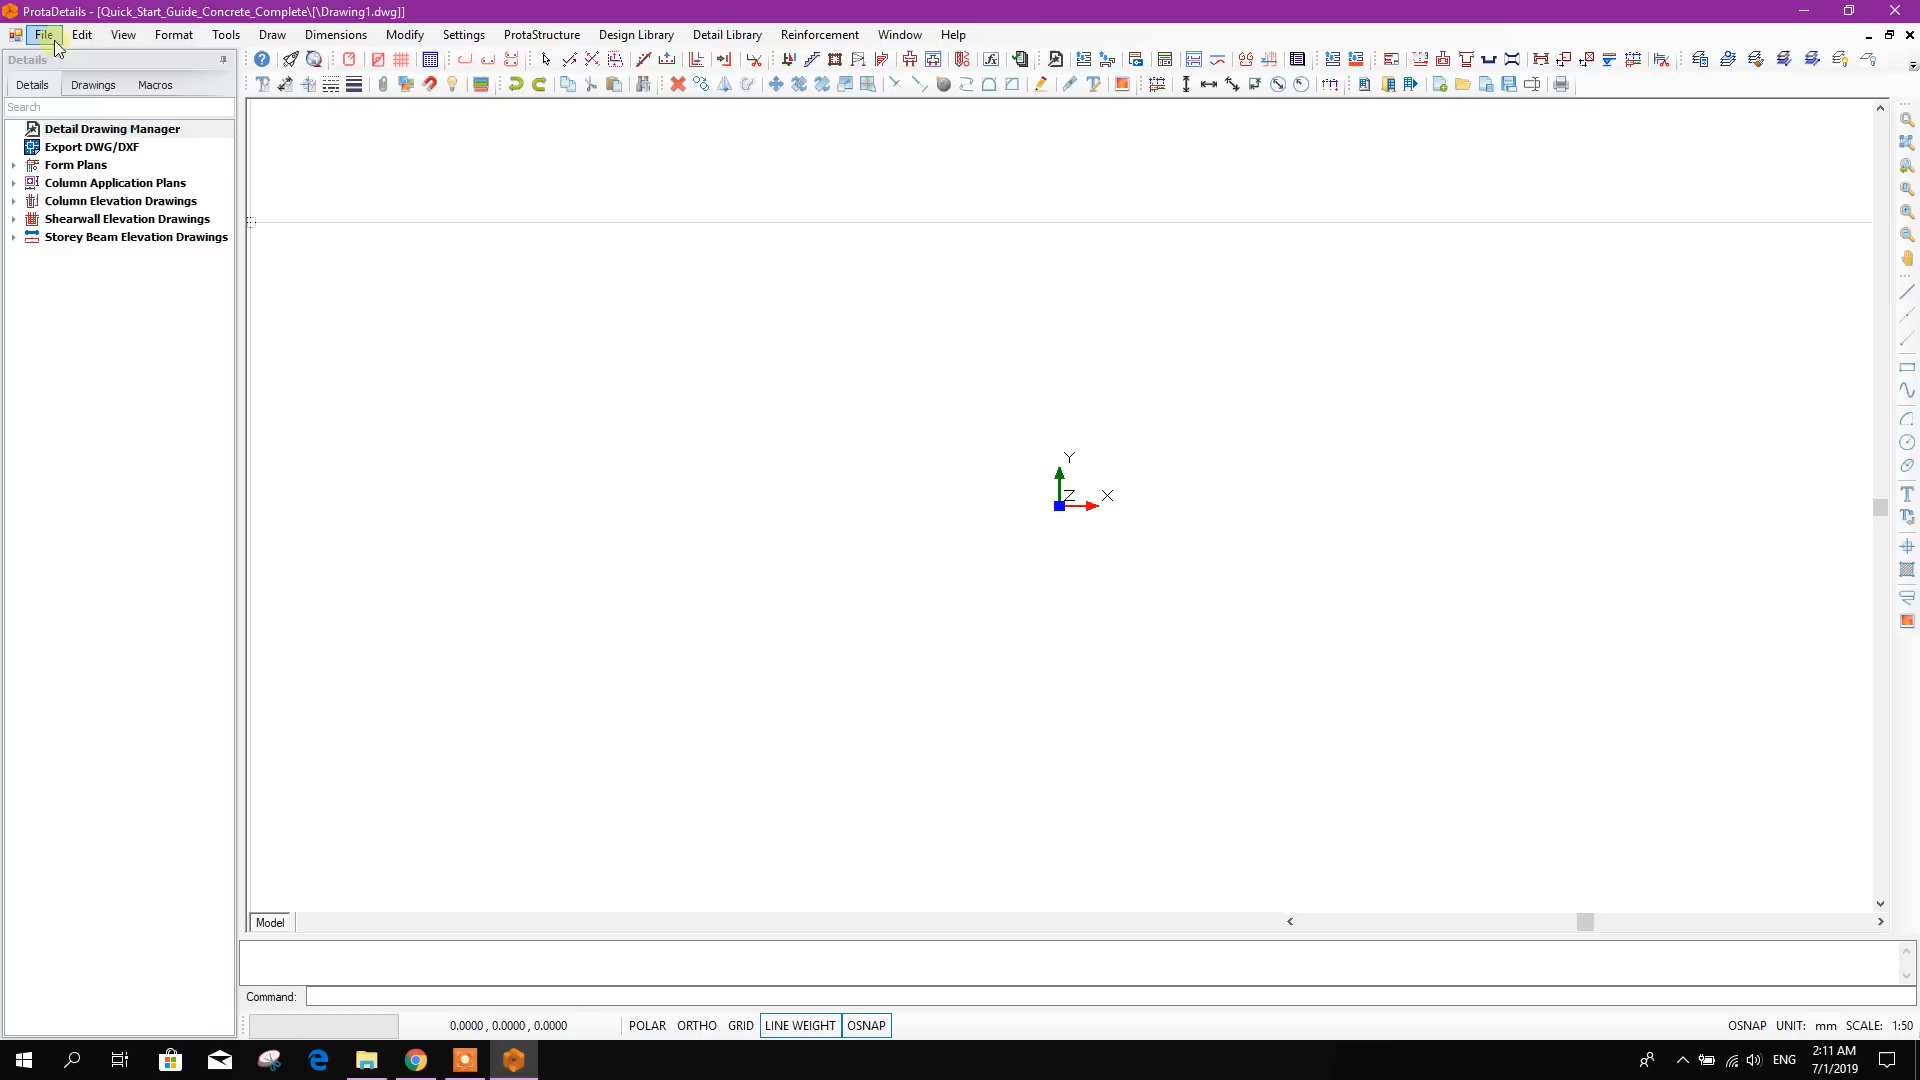 ProtaDetails - [Quick_Start_Guide_Concrete_Complete\[\Drawing1.dwg]]
File Edit View Format Tools Draw Dimensions Modify Settings ProtaStructure Design Library Detail Library Reinforcement Window Help
Details
Details Drawings Macros
Search
Detail Drawing Manager
Export DWG/DXF
Form Plans
Column Application Plans
Column Elevation Drawings
Shearwall Elevation Drawings
Storey Beam Elevation Drawings
Y
Z X
Model
Command:
0.0000 , 0.0000 , 0.0000 POLAR ORTHO GRID LINE WEIGHT OSNAP OSNAP UNIT: mm SCALE: 1:50
ENG 2:11 AM
7/1/2019